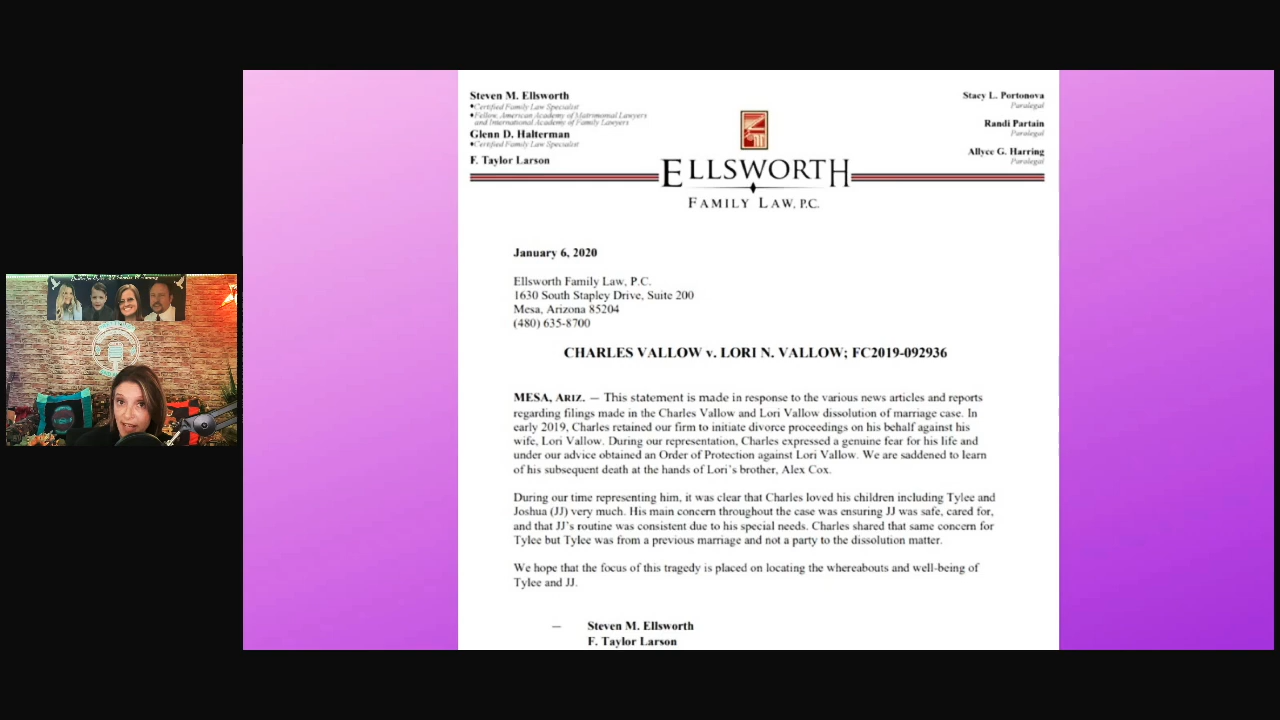 Steven M. Ellsworth
•Certified Family Law Specialist
•Fellow, American Academy of Matrimonial Lawyers
and International Academy of Family Lawyers
Glenn D. Halterman
•Certified Family Law Specialist
F. Taylor Larson
Stacy L. Portonova
Paralegal
Randi Partain
Paralegal
Allyce G. Harring
Paralegal
ELLSWORTH
FAMILY LAW, P.C.
January 6, 2020
Ellsworth Family Law, P.C.
1630 South Stapley Drive, Suite 200
Mesa, Arizona 85204
(480) 635-8700
CHARLES VALLOW v. LORI N. VALLOW; FC2019-092936
MESA, ARIZ. — This statement is made in response to the various news articles and reports
regarding filings made in the Charles Vallow and Lori Vallow dissolution of marriage case. In
early 2019, Charles retained our firm to initiate divorce proceedings on his behalf against his
wife, Lori Vallow. During our representation, Charles expressed a genuine fear for his life and
under our advice obtained an Order of Protection against Lori Vallow. We are saddened to learn
of his subsequent death at the hands of Lori's brother, Alex Cox.
During our time representing him, it was clear that Charles loved his children including Tylee and
Joshua (JJ) very much. His main concern throughout the case was ensuring JJ was safe, cared for,
and that JJ's routine was consistent due to his special needs. Charles shared that same concern for
Tylee but Tylee was from a previous marriage and not a party to the dissolution matter.
We hope that the focus of this tragedy is placed on locating the whereabouts and well-being of
Tylee and JJ.
— Steven M. Ellsworth
F. Taylor Larson